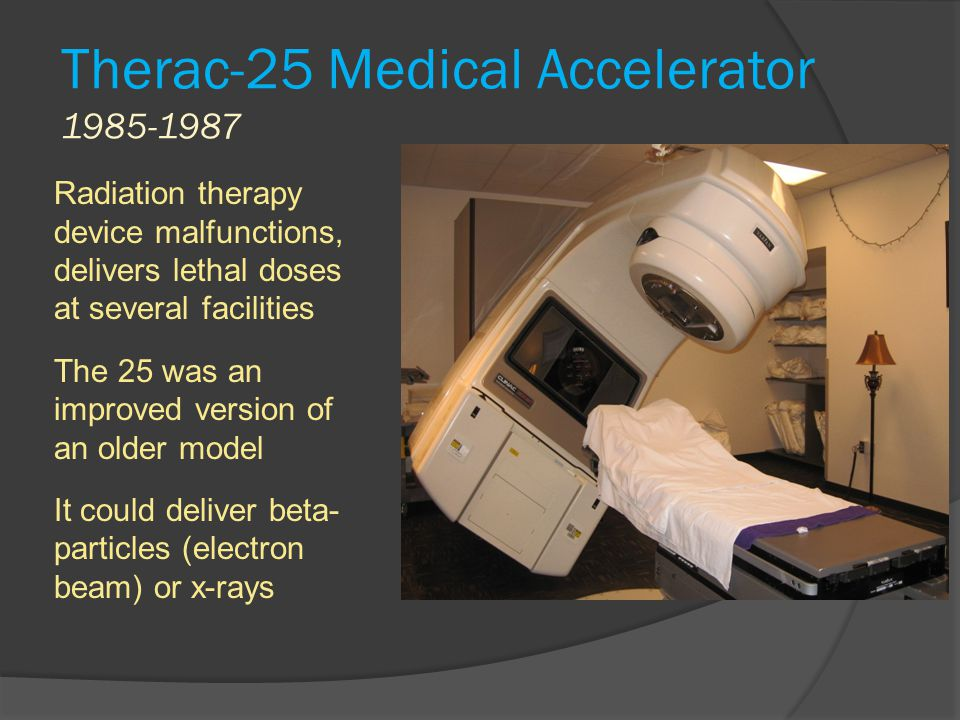 Therac-25 Medical Accelerator
1985-1987
Radiation therapy
device malfunctions,
delivers lethal doses
at several facilities
The 25 was an
improved version of
an older model
It could deliver beta-
particles (electron
beam) or x-rays
CLINAC